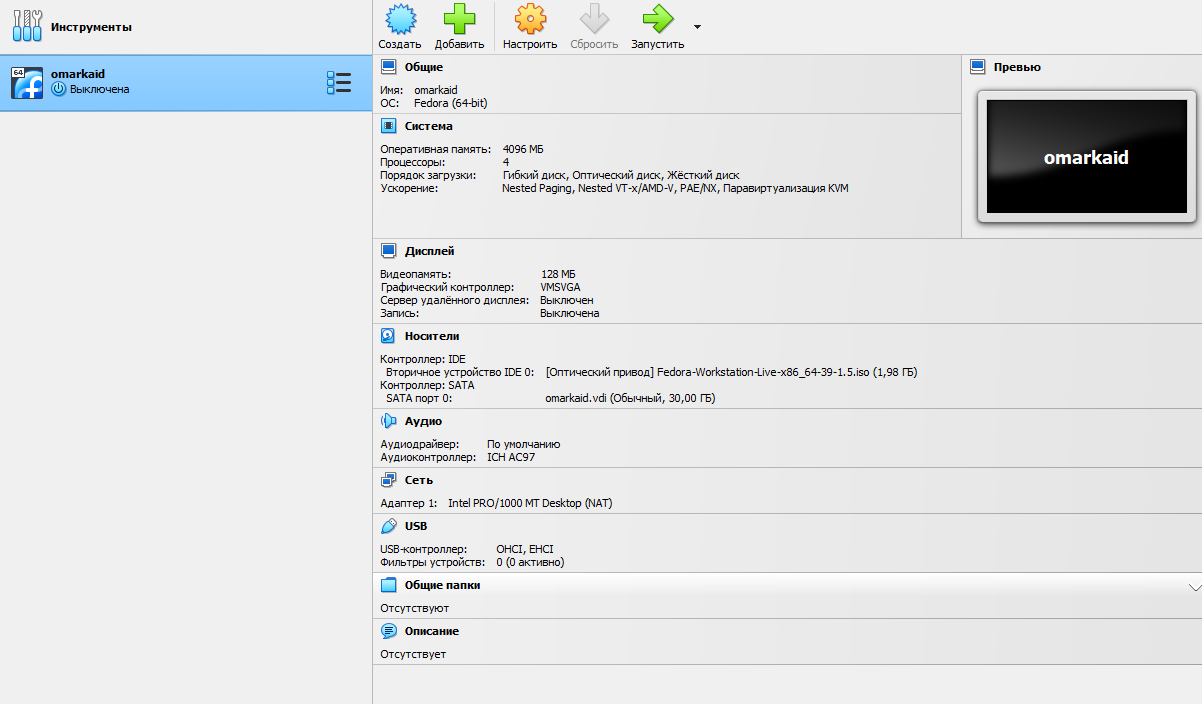 Инструменты
Создать Добавить Настроить Сбросить Запустить
64
omarkaid
Выключена
Общие
Имя: omarkaid
ОС: Fedora (64-bit)
Превью
omarkaid
Система
Оперативная память: 4096 МБ
Процессоры: 4
Порядок загрузки: Гибкий диск, Оптический диск, Жёсткий диск
Ускорение: Nested Paging, Nested VT-x/AMD-V, PAE/NX, Паравиртуализация KVM
Дисплей
Видеопамять: 128 МБ
Графический контроллер: VMSVGA
Сервер удалённого дисплея: Выключен
Запись: Выключена
Носители
Контроллер: IDE
Вторичное устройство IDE 0: [Оптический привод] Fedora-Workstation-Live-x86_64-39-1.5.iso (1,98 ГБ)
Контроллер: SATA
SATA порт 0: omarkaid.vdi (Обычный, 30,00 ГБ)
Аудио
Аудиодрайвер: По умолчанию
Аудиоконтроллер: ICH AC97
Сеть
Адаптер 1: Intel PRO/1000 MT Desktop (NAT)
USB
USB-контроллер: OHCI, EHCI
Фильтры устройств: 0 (0 активно)
Общие папки
Отсутствуют
Описание
Отсутствует